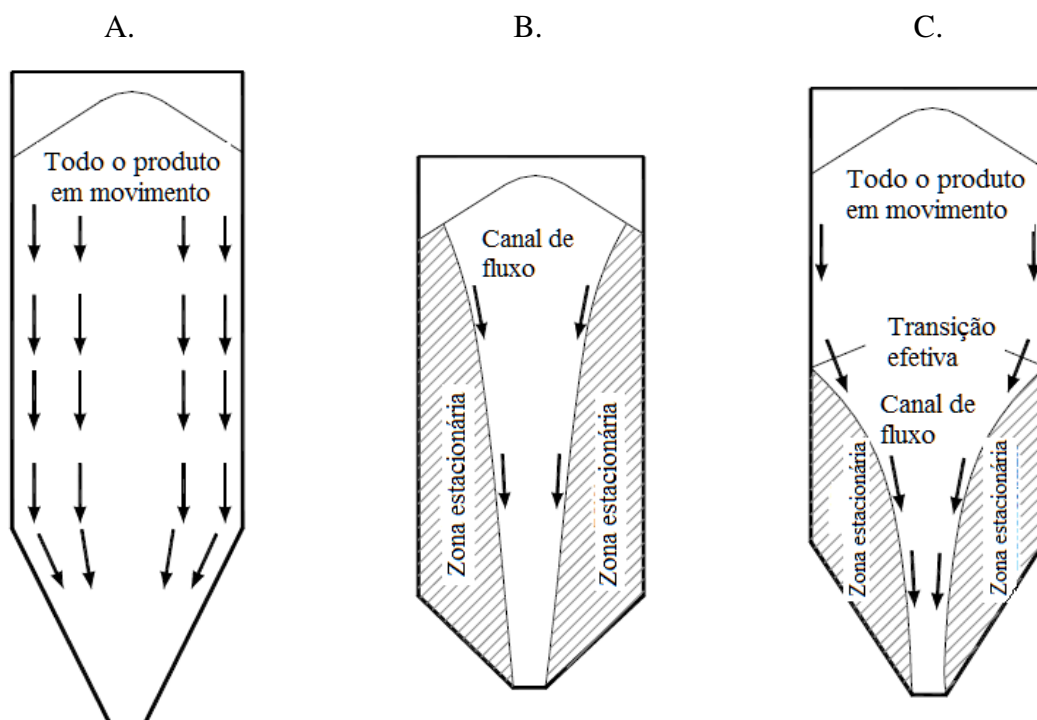 A.
B.
C.
Todo o produto
em movimento
Canal de
fluxo
Zona estacionária
Zona estacionária
Todo o produto
em movimento
Transição
efetiva
Canal de
fluxo
Zona estacionária
Zona estacionária